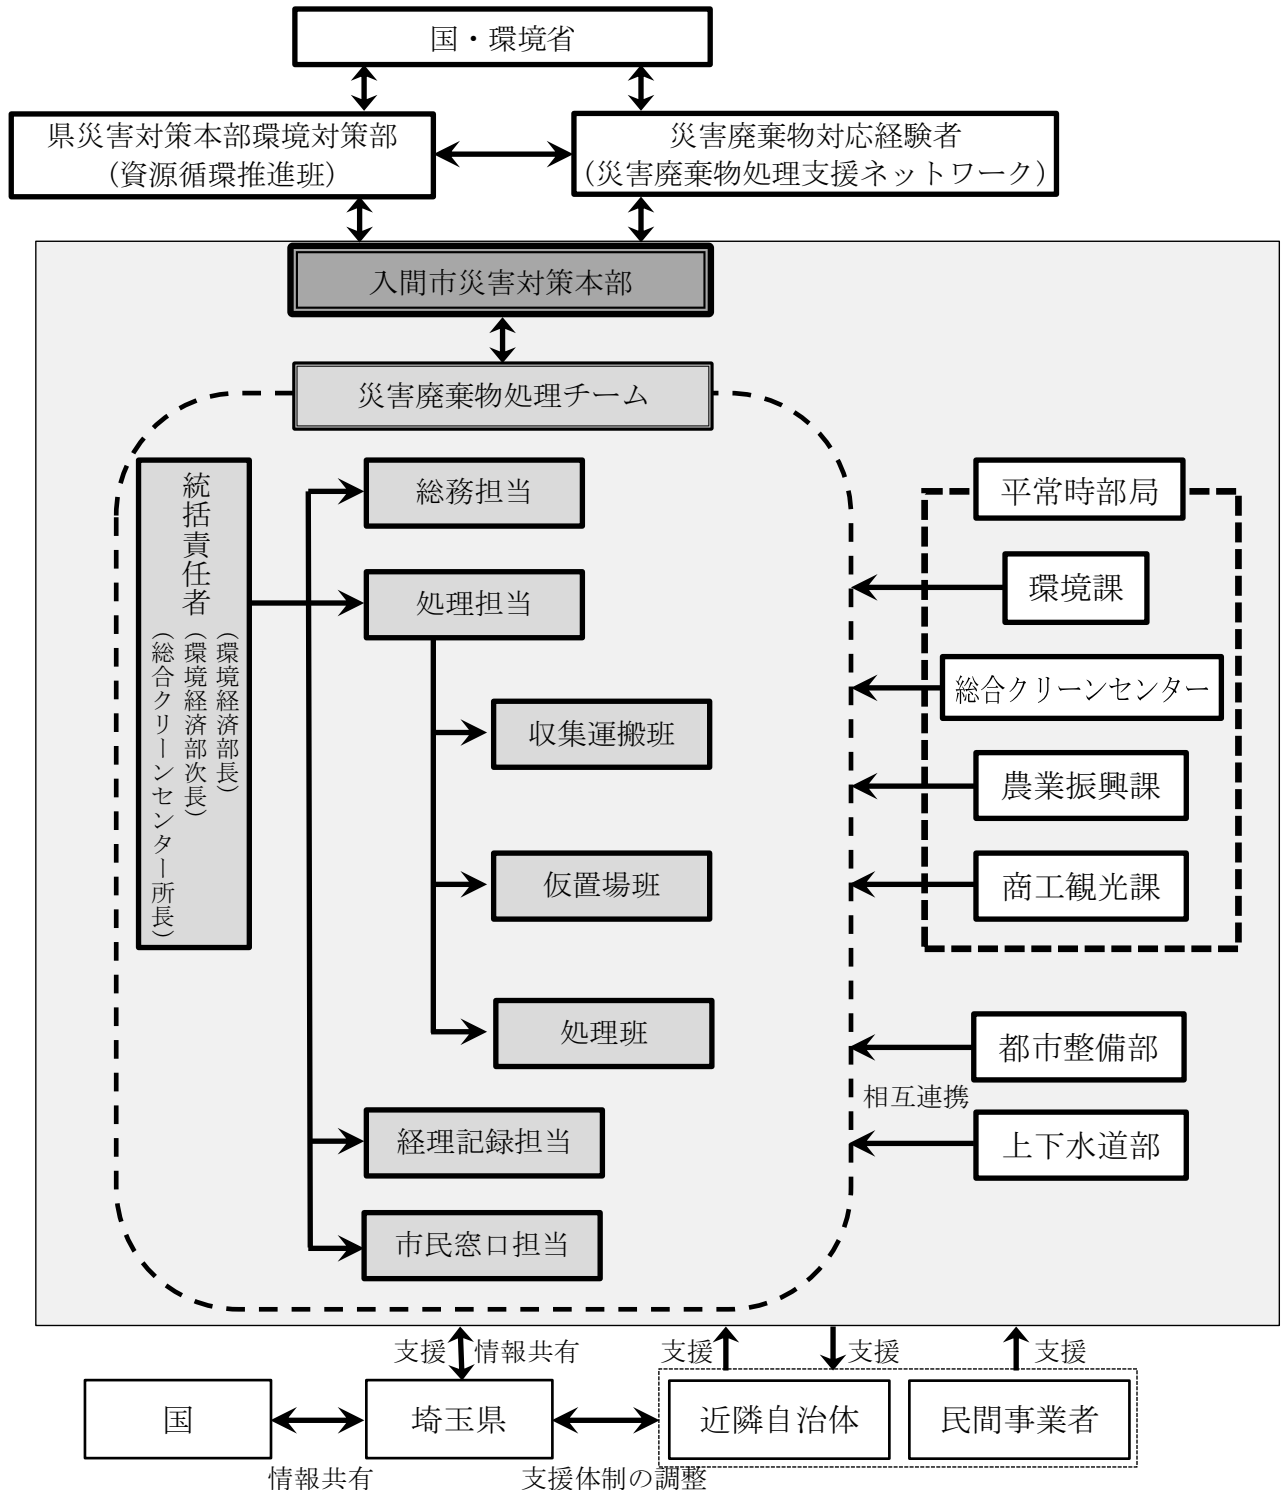 国・環境省
県災害対策本部環境対策部
(資源循環推進班)
災害廃棄物対応経験者
(災害廃棄物処理支援ネットワーク)
入間市災害対策本部
災害廃棄物処理チーム
統括責任者
(環境経済部長)
(環境経済部次長)
(総合クリーンセンター所長)
総務担当
処理担当
収集運搬班
仮置場班
処理班
経理記録担当
市民窓口担当
平常時部局
環境課
総合クリーンセンター
農業振興課
商工観光課
都市整備部
相互連携
上下水道部
支援
情報共有
支援
支援
支援
国
埼玉県
近隣自治体
民間事業者
情報共有
支援体制の調整